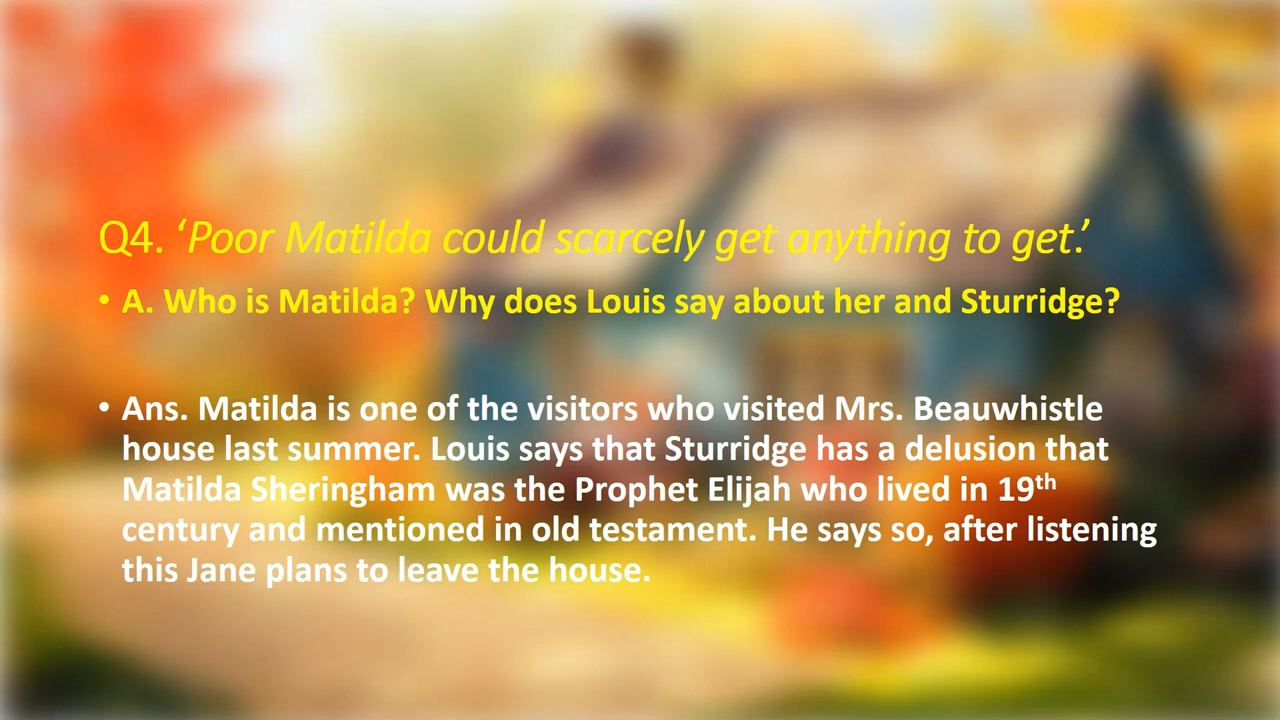 Q4. ‘Poor Matilda could scarcely get anything to get.’
• A. Who is Matilda? Why does Louis say about her and Sturridge?
• Ans. Matilda is one of the visitors who visited Mrs. Beauwhistle
house last summer. Louis says that Sturridge has a delusion that
Matilda Sheringham was the Prophet Elijah who lived in 19th
century and mentioned in old testament. He says so, after listening
this Jane plans to leave the house.